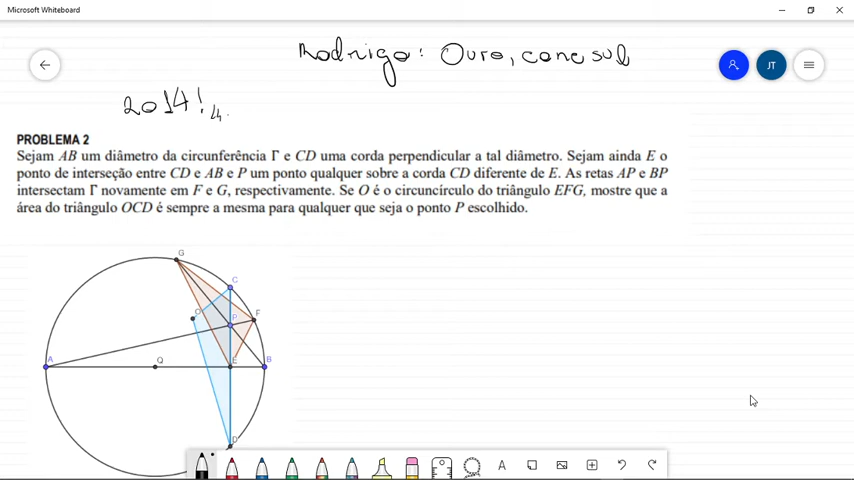 Microsoft Whiteboard
Rodrigo: Ouro, cone sul
JT
2014! 4.
PROBLEMA 2
Sejam AB um diâmetro da circunferência Γ e CD uma corda perpendicular a tal diâmetro. Sejam ainda E o
ponto de interseção entre CD e AB e P um ponto qualquer sobre a corda CD diferente de E. As retas AP e BP
intersectam Γ novamente em F e G, respectivamente. Se O é o circuncírculo do triângulo EFG, mostre que a
área do triângulo OCD é sempre a mesma para qualquer que seja o ponto P escolhido.
G
C
O
P
F
A
Q
E
B
D
A